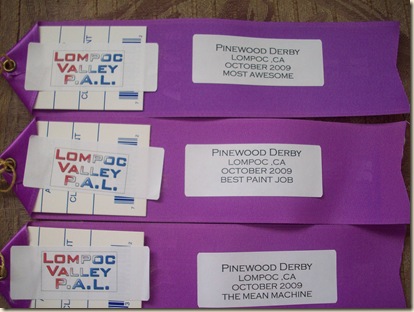 LOMPOC
VALLEY
P.A.L.
PINEWOOD DERBY
LOMPOC ,CA
OCTOBER 2009
MOST AWESOME
LOMPOC
VALLEY
P.A.L.
PINEWOOD DERBY
LOMPOC ,CA
OCTOBER 2009
BEST PAINT JOB
LOMPOC
VALLEY
P.A.L.
PINEWOOD DERBY
LOMPOC ,CA
OCTOBER 2009
THE MEAN MACHINE